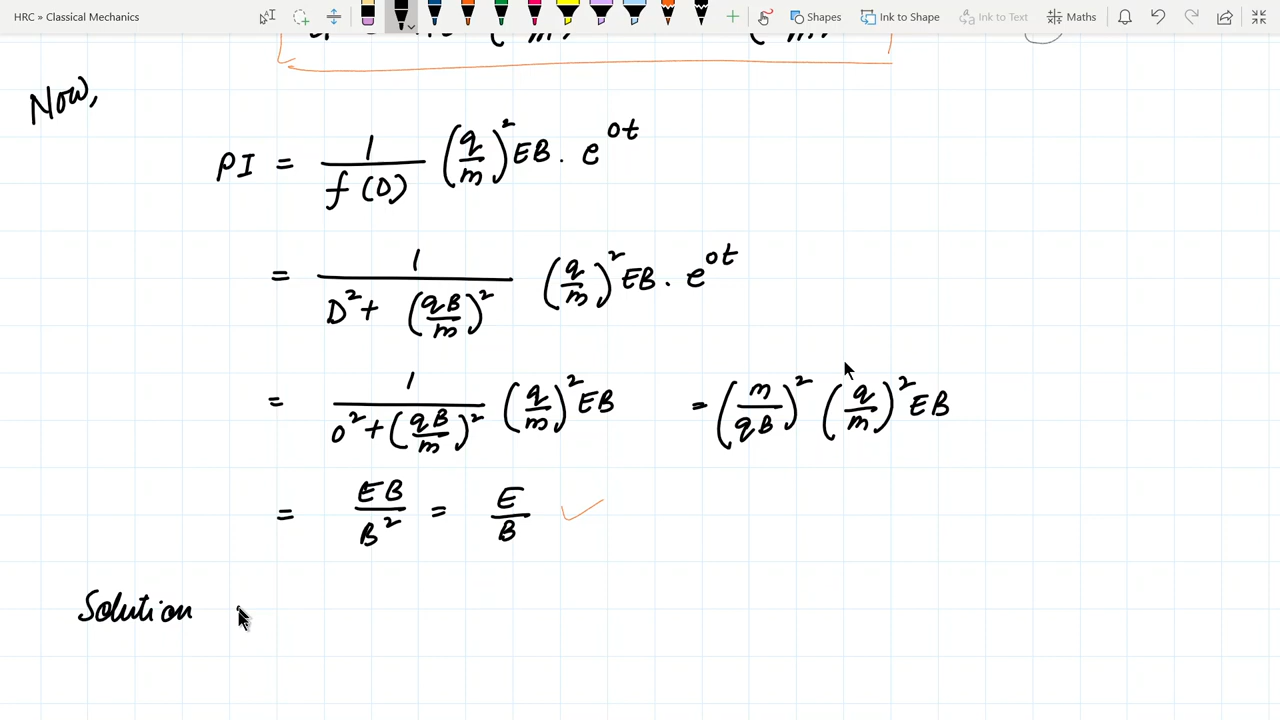 HRC » Classical Mechanics Shapes Ink to Shape Ink to Text Maths
Now,
PI = 1/f(D) (q/m)² EB · e^{0t}
= 1/(D² + (qB/m)²) (q/m)² EB · e^{0t}
= 1/(0² + (qB/m)²) (q/m)² EB = (m/qB)² (q/m)² EB
= EB/B² = E/B ✓
Solution